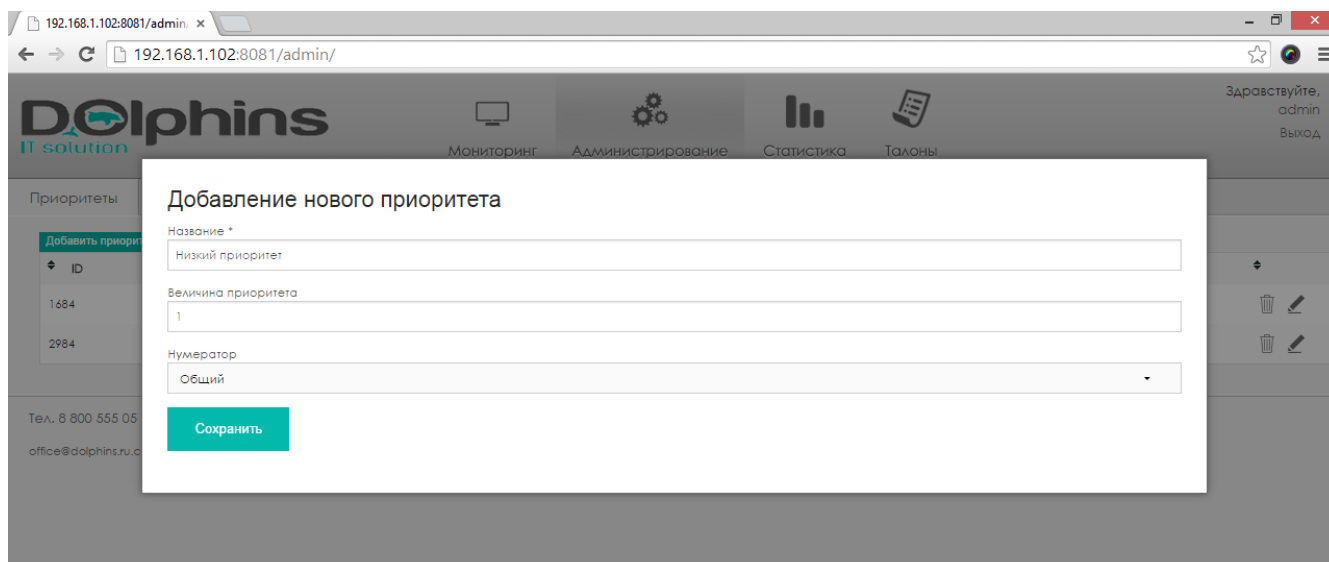 192.168.1.102:8081/admin/
192.168.1.102:8081/admin/
DOlphins
IT solution
Мониторинг
Администрирование
Статистика
Талоны
Здравствуйте,
admin
Выход
Приоритеты
Добавить приорит
ID
1684
2984
Добавление нового приоритета
Название *
Низкий приоритет
Величина приоритета
1
Нумератор
Общий
Сохранить
Тел. 8 800 555 05
office@dolphins.ru.c